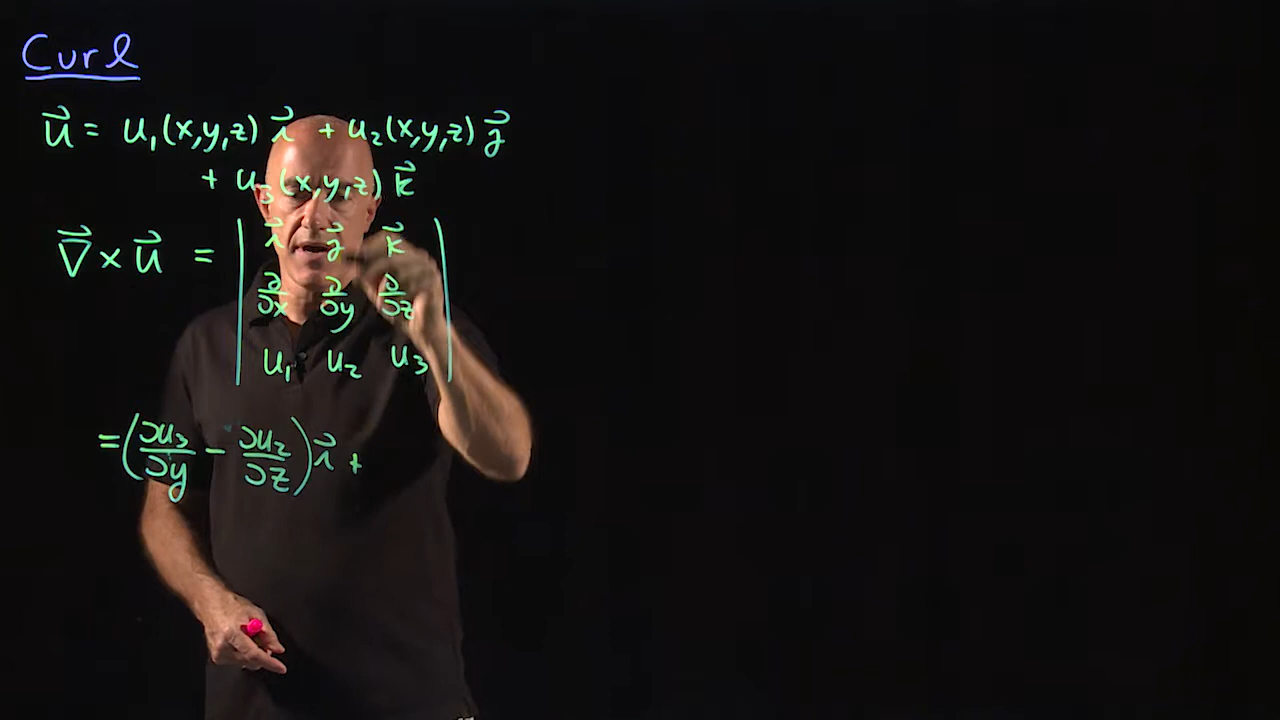 Curl
u⃗ = u₁(x,y,z) i⃗ + u₂(x,y,z) j⃗
+ u₃(x,y,z) k⃗
∇⃗ × u⃗ = | i⃗ j⃗ k⃗ |
∂/∂x ∂/∂y ∂/∂z
u₁ u₂ u₃
= (∂u₃/∂y − ∂u₂/∂z) i⃗ +